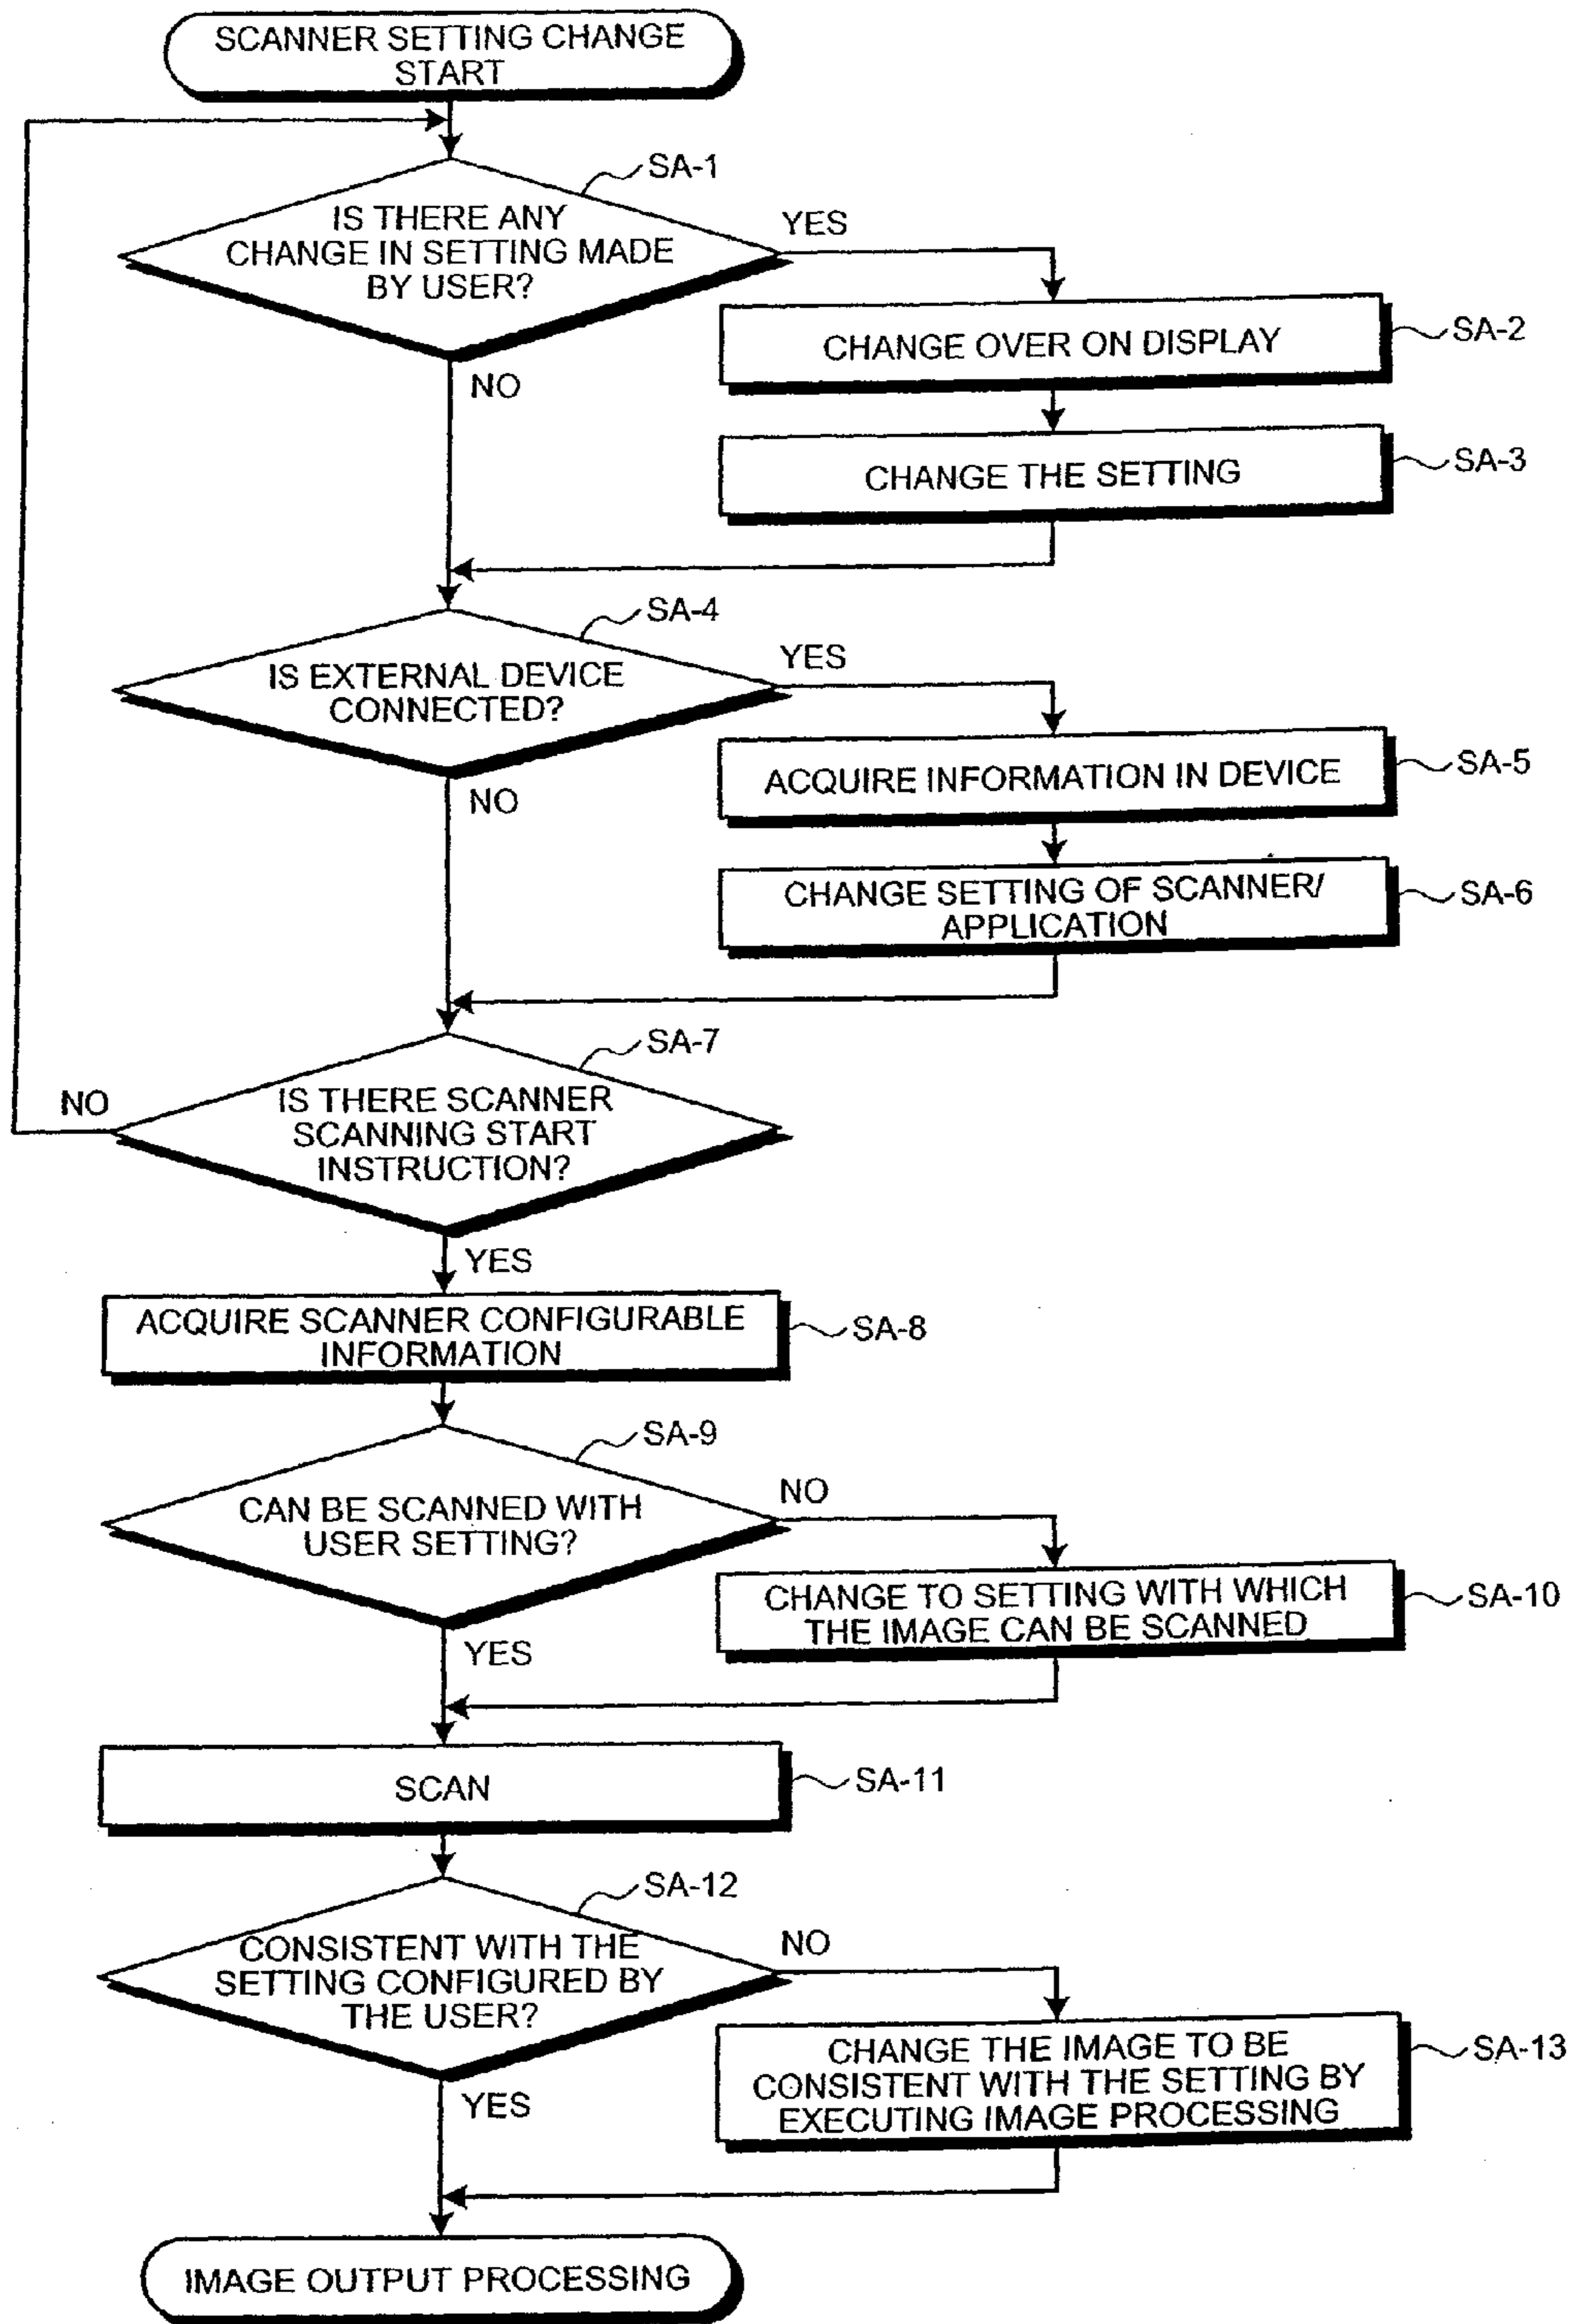 SCANNER SETTING CHANGE
START
SA-1
IS THERE ANY
CHANGE IN SETTING MADE
BY USER?
YES
NO
CHANGE OVER ON DISPLAY
SA-2
CHANGE THE SETTING
SA-3
SA-4
IS EXTERNAL DEVICE
CONNECTED?
YES
NO
ACQUIRE INFORMATION IN DEVICE
SA-5
CHANGE SETTING OF SCANNER/
APPLICATION
SA-6
SA-7
NO
IS THERE SCANNER
SCANNING START
INSTRUCTION?
YES
ACQUIRE SCANNER CONFIGURABLE
INFORMATION
SA-8
SA-9
CAN BE SCANNED WITH
USER SETTING?
NO
YES
CHANGE TO SETTING WITH WHICH
THE IMAGE CAN BE SCANNED
SA-10
SCAN
SA-11
SA-12
CONSISTENT WITH THE
SETTING CONFIGURED BY
THE USER?
NO
YES
CHANGE THE IMAGE TO BE
CONSISTENT WITH THE SETTING BY
EXECUTING IMAGE PROCESSING
SA-13
IMAGE OUTPUT PROCESSING